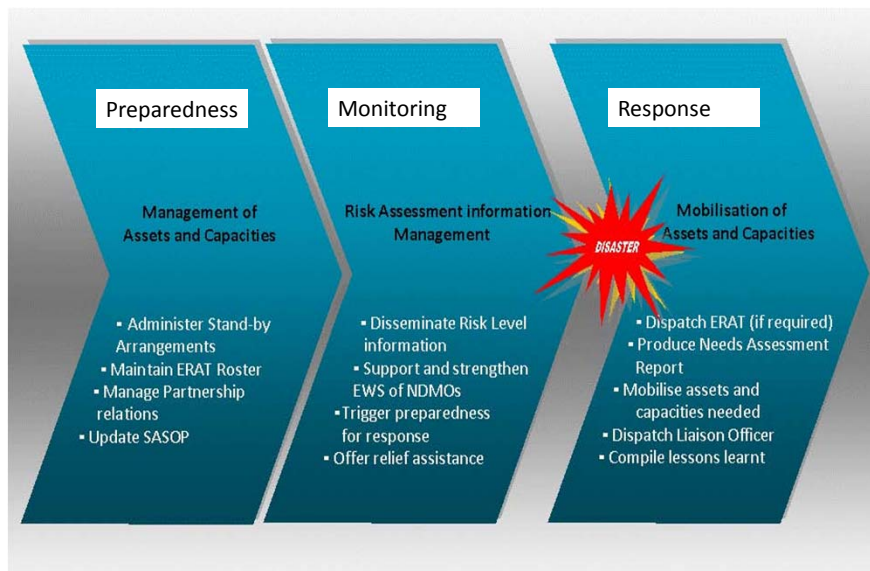 Preparedness
Management of
Assets and Capacities
▪ Administer Stand-by
Arrangements
▪ Maintain ERAT Roster
▪ Manage Partnership
relations
▪ Update SASOP
Monitoring
Risk Assessment information
Management
▪ Disseminate Risk Level
information
▪ Support and strengthen
EWS of NDMOs
▪ Trigger preparedness
for response
▪ Offer relief assistance
DISASTER
Response
Mobilisation of
Assets and Capacities
▪ Dispatch ERAT (if required)
▪ Produce Needs Assessment
Report
▪ Mobilise assets and
capacities needed
▪ Dispatch Liaison Officer
▪ Compile lessons learnt